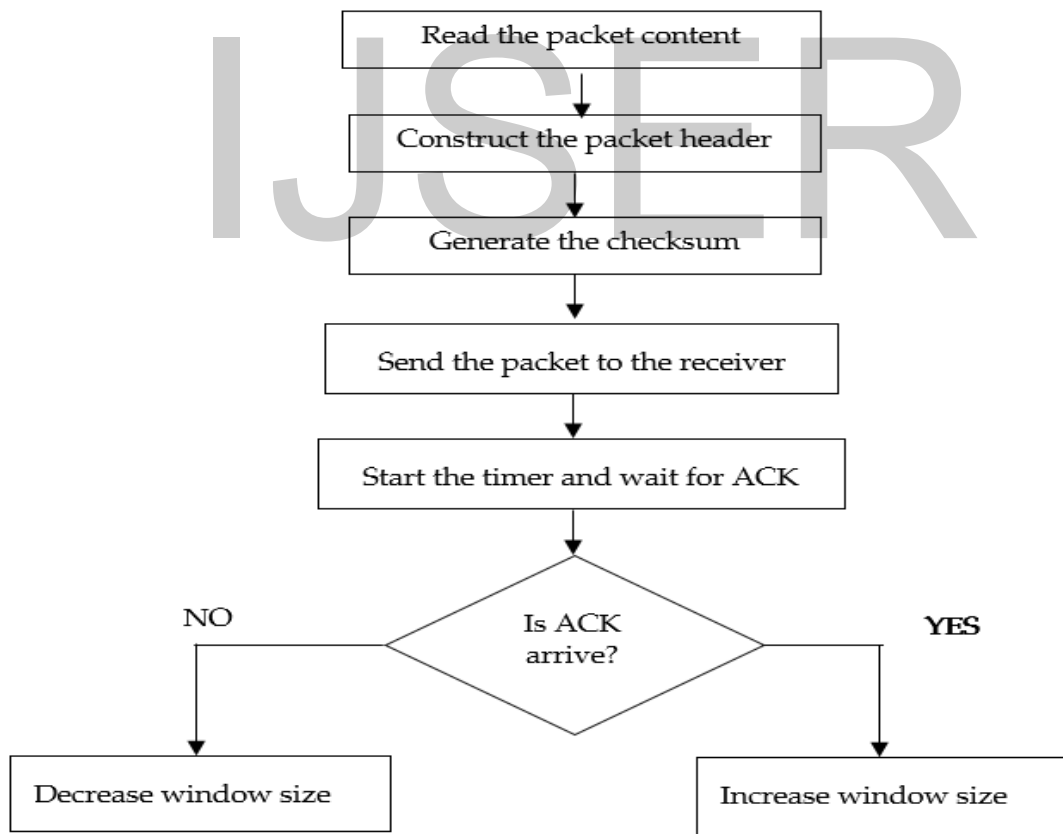 IJSER
Read the packet content
Construct the packet header
Generate the checksum
Send the packet to the receiver
Start the timer and wait for ACK
Is ACK
arrive?
NO
YES
Decrease window size
Increase window size